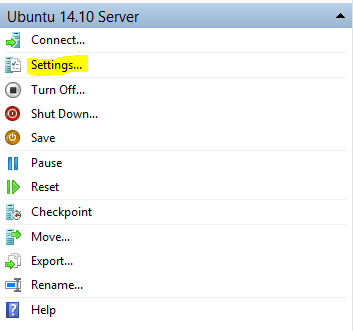 Ubuntu 14.10 Server
Connect...
Settings...
Turn Off...
Shut Down...
Save
Pause
Reset
Checkpoint
Move...
Export...
Rename...
Help